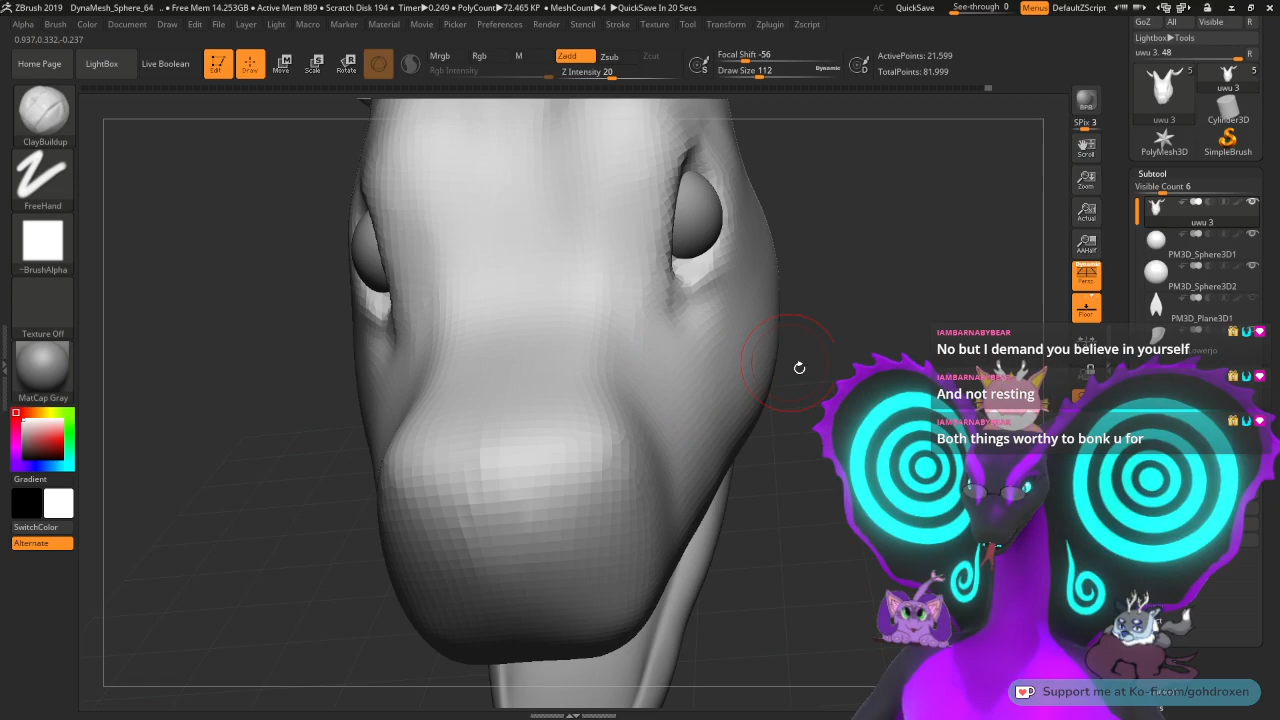 ZBrush 2019 DynaMesh_Sphere_64 .. • Free Mem 14.253GB • Active Mem 889 • Scratch Disk 194 • Timer▶0.249 • PolyCount▶72.465 KP • MeshCount▶4 ▶QuickSave In 20 Secs
AC QuickSave See-through 0 Menus DefaultZScript
Alpha Brush Color Document Draw Edit File Layer Light Macro Marker Material Movie Picker Preferences Render Stencil Stroke Texture Tool Transform Zplugin Zscript
0.937,0.332,-0.237
GoZ All Visible R
Lightbox▶Tools
Home Page LightBox Live Boolean
Edit Draw Move Scale Rotate
Mrgb Rgb M
Rgb Intensity
Zadd Zsub Zcut
Z Intensity 20
Focal Shift -56
Draw Size 112 Dynamic
S D
ActivePoints: 21,599
TotalPoints: 81,999
uwu 3. 48 R
5 5
uwu 3
uwu 3
Cylinder3D
PolyMesh3D SimpleBrush
ClayBuildup
FreeHand
~BrushAlpha
Texture Off
MatCap Gray
Gradient
SwitchColor
Alternate
BPR
SPix 3
Scroll
Zoom
Actual
AAHalf
Dynamic
Persp
Floor
Subtool
Visible Count 6
uwu 3
PM3D_Sphere3D1
PM3D_Sphere3D2
PM3D_Plane3D1
IAMBARNABYBEAR
No but I demand you believe in yourself
IAMBARNABYBEAR
And not resting
IAMBARNABYBEAR
Both things worthy to bonk u for
Support me at Ko-fi.com/gohdroxen